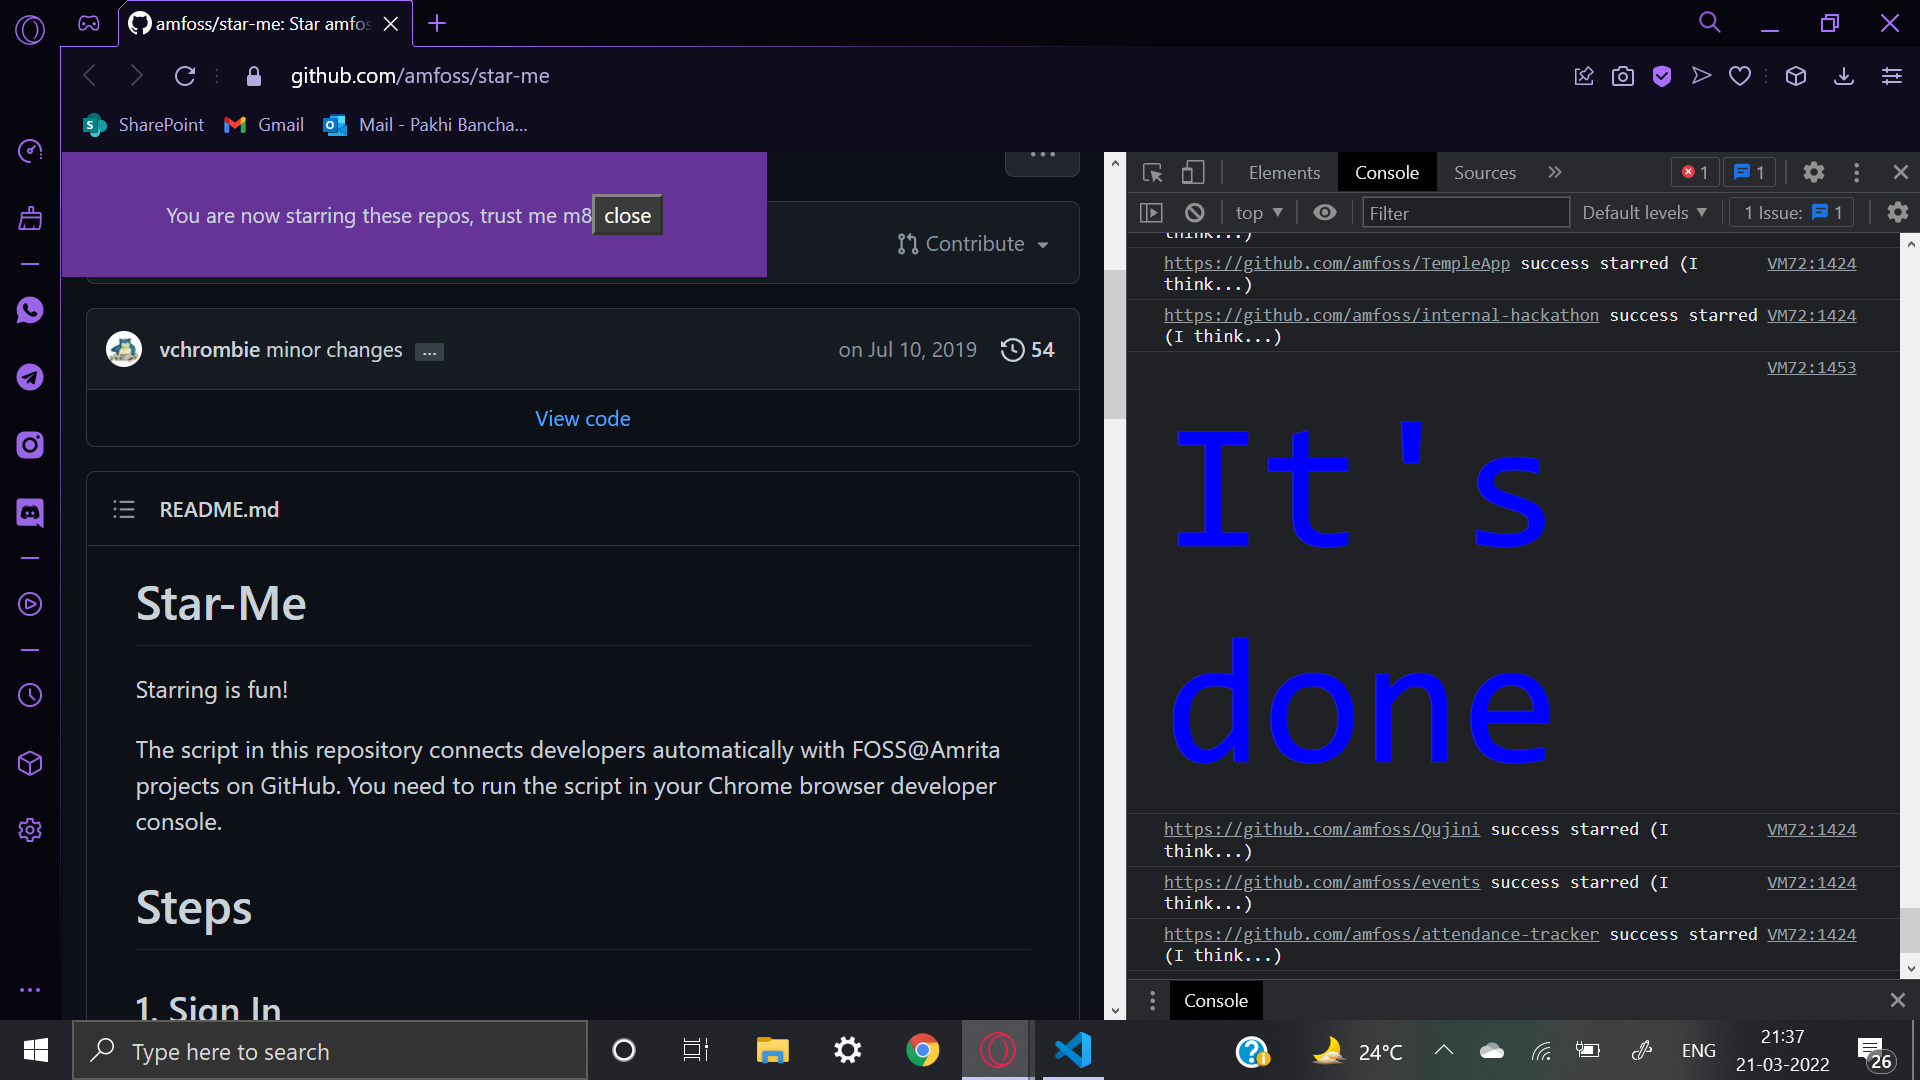 amfoss/star-me: Star amfos
github.com/amfoss/star-me
SharePoint
Gmail
Mail - Pakhi Bancha...
You are now starring these repos, trust me m8
close
Contribute
vchrombie minor changes ...
on Jul 10, 2019
54
View code
README.md
Star-Me
Starring is fun!
The script in this repository connects developers automatically with FOSS@Amrita
projects on GitHub. You need to run the script in your Chrome browser developer
console.
Steps
1. Sign In
Elements
Console
Sources
1
1
top
Filter
Default levels
1 Issue:
1
think...)
https://github.com/amfoss/TempleApp success starred (I
VM72:1424
think...)
https://github.com/amfoss/internal-hackathon success starred
VM72:1424
(I think...)
VM72:1453
It's
done
https://github.com/amfoss/Qujini success starred (I
VM72:1424
think...)
https://github.com/amfoss/events success starred (I
VM72:1424
think...)
https://github.com/amfoss/attendance-tracker success starred
VM72:1424
(I think...)
Console
Type here to search
24°C
ENG
21:37
21-03-2022
26